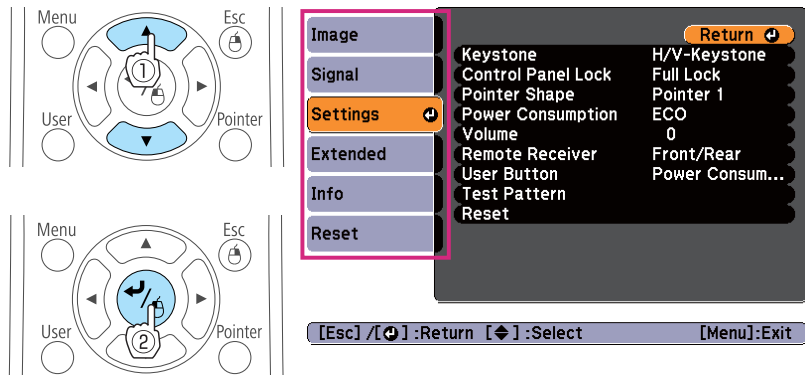 Menu
Esc
①
User
Pointer
Menu
Esc
②
User
Pointer
Image
Signal
Settings
Extended
Info
Reset
Return
Keystone H/V-Keystone
Control Panel Lock Full Lock
Pointer Shape Pointer 1
Power Consumption ECO
Volume 0
Remote Receiver Front/Rear
User Button Power Consum...
Test Pattern
Reset
[Esc] /[⏎] :Return [◆] :Select [Menu]:Exit